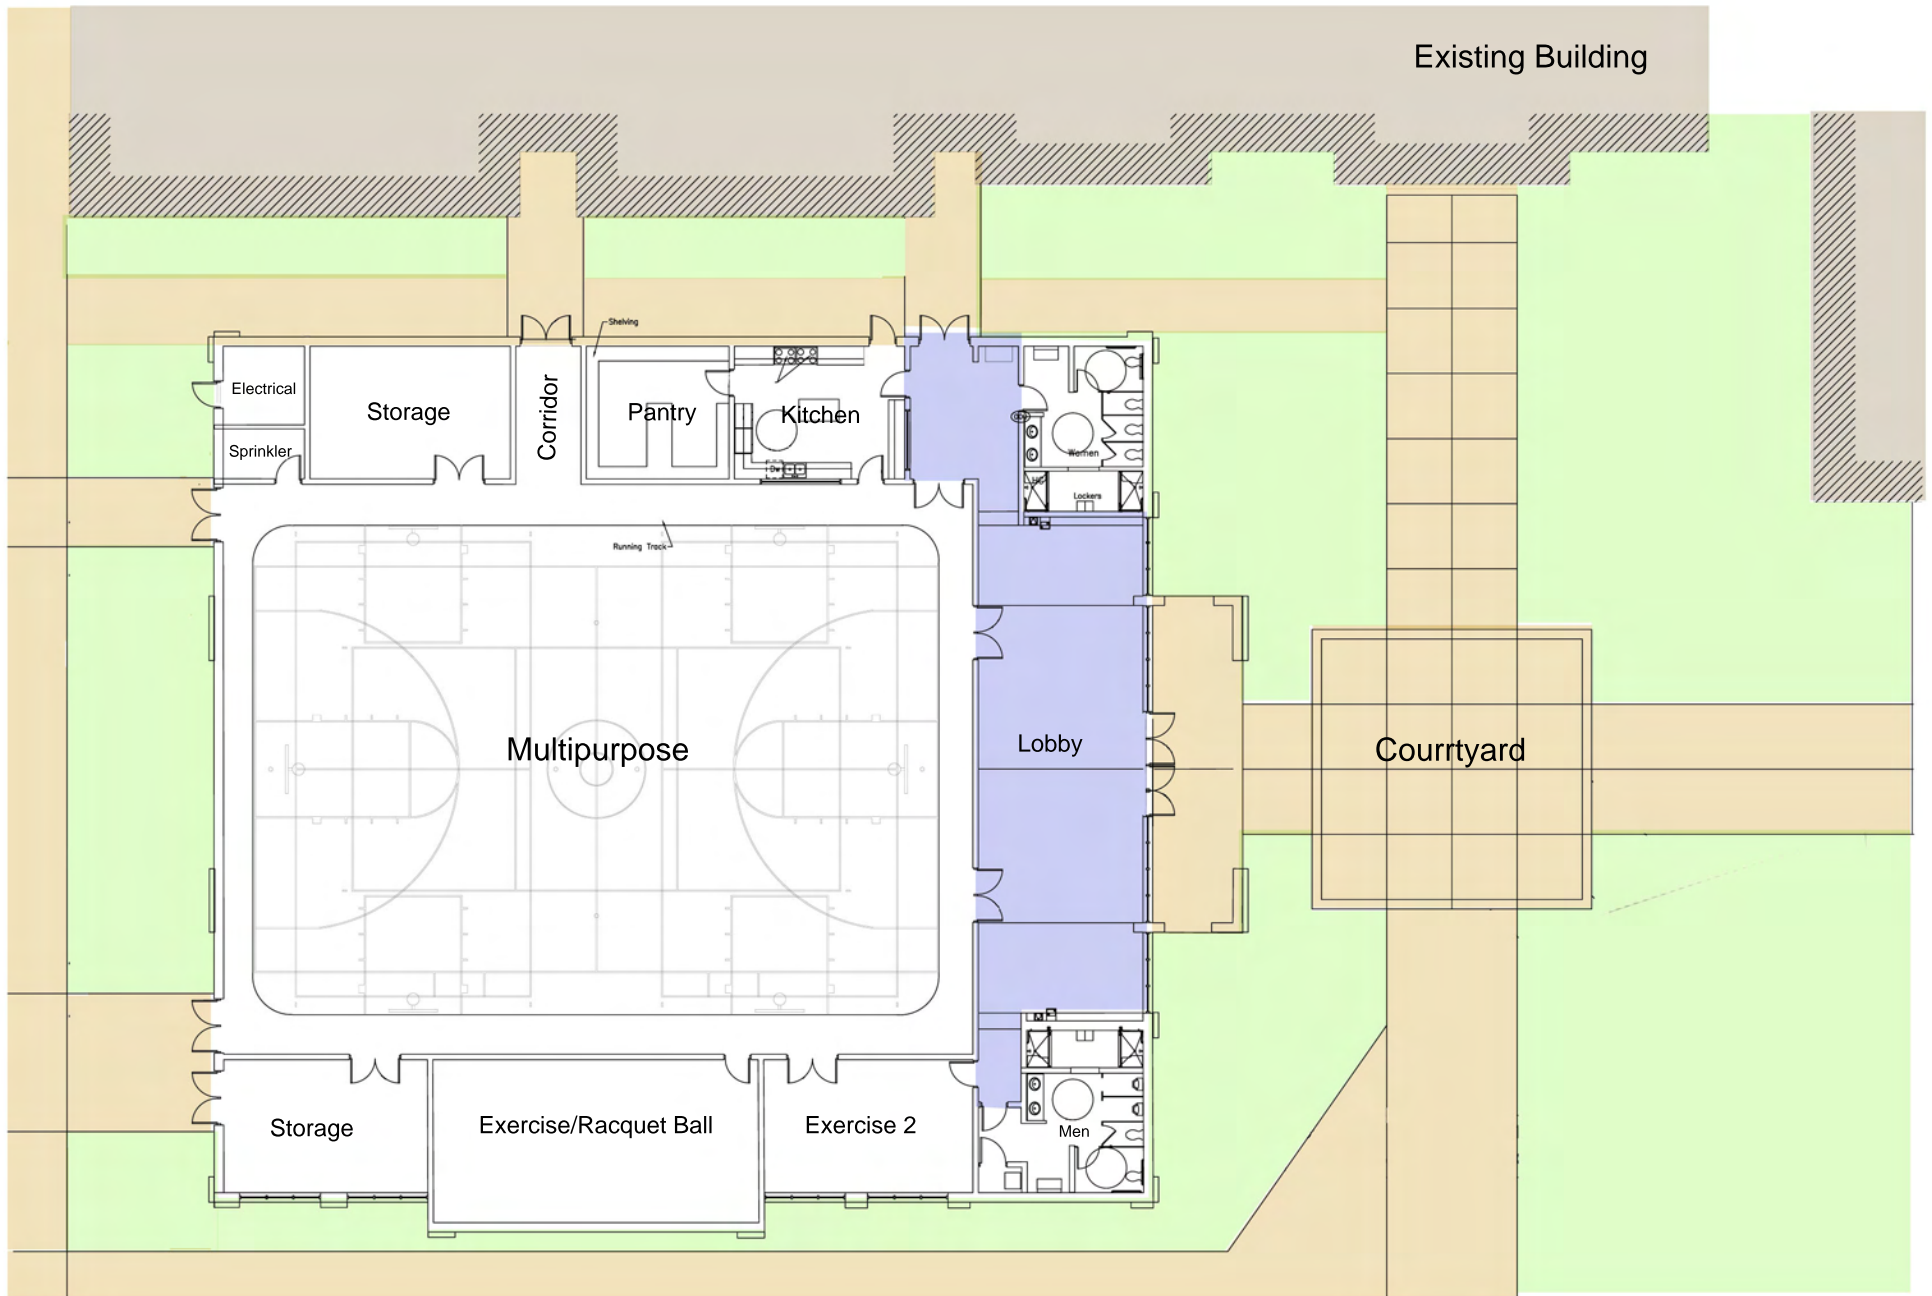 Existing Building
Shelving
Electrical
Storage
Corridor
Pantry
Kitchen
Sprinkler
Women
Dw
Lockers
Running Track
Multipurpose
Lobby
Courrtyard
Storage
Exercise/Racquet Ball
Exercise 2
Men